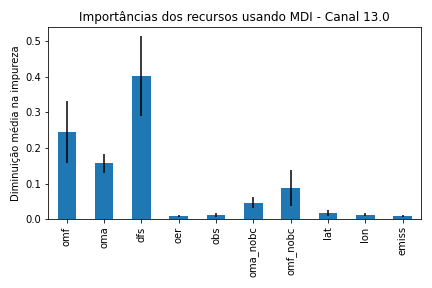 Importâncias dos recursos usando MDI - Canal 13.0
Diminuição média na impureza
0.5
0.4
0.3
0.2
0.1
0.0
omf
oma
dfs
oer
obs
oma_nobc
omf_nobc
lat
lon
emiss